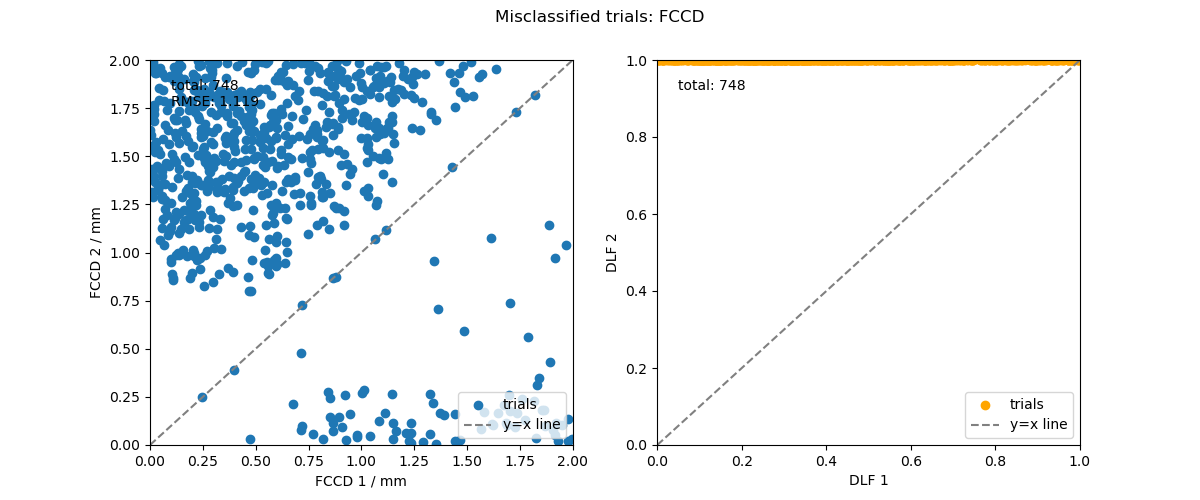 Misclassified trials: FCCD
2.00
1.75
1.50
1.25
1.00
0.75
0.50
0.25
0.00
FCCD 2 / mm
total: 748
RMSE: 1.119
trials
y=x line
0.00 0.25 0.50 0.75 1.00 1.25 1.50 1.75 2.00
FCCD 1 / mm
1.0
0.8
0.6
0.4
0.2
0.0
DLF 2
total: 748
trials
y=x line
0.0 0.2 0.4 0.6 0.8 1.0
DLF 1